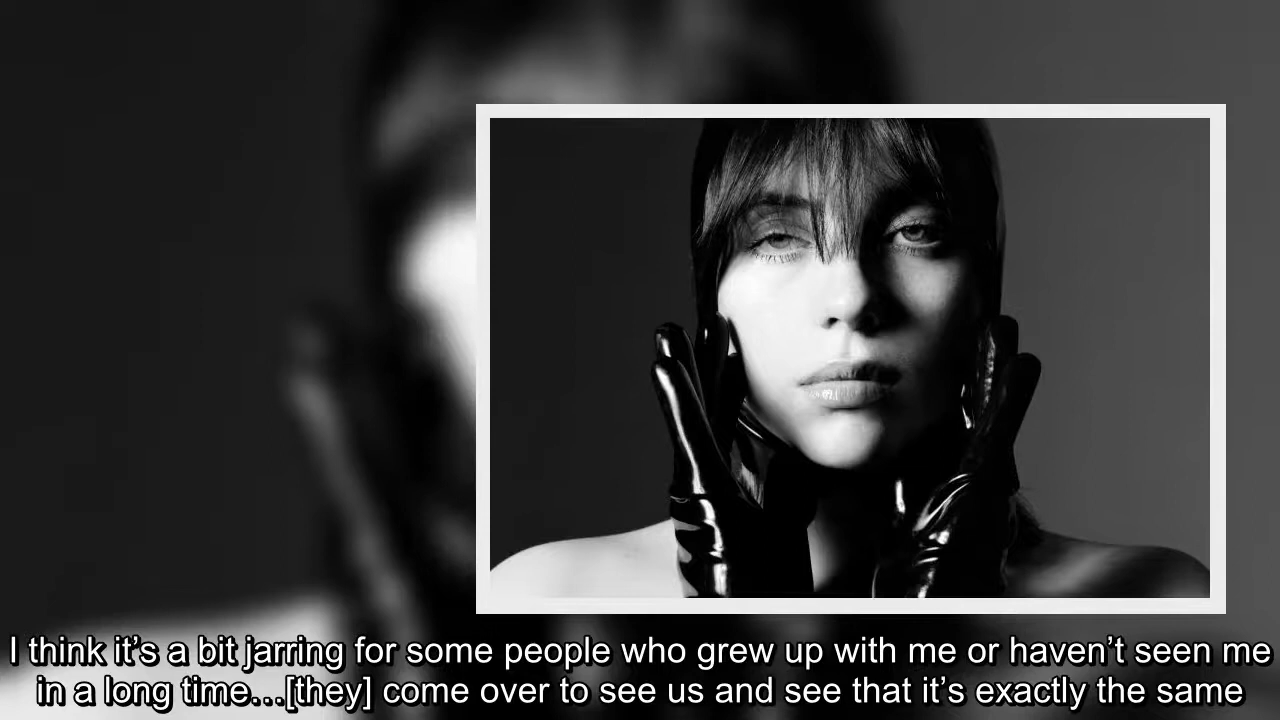 I think it’s a bit jarring for some people who grew up with me or haven’t seen me
in a long time…[they] come over to see us and see that it’s exactly the same